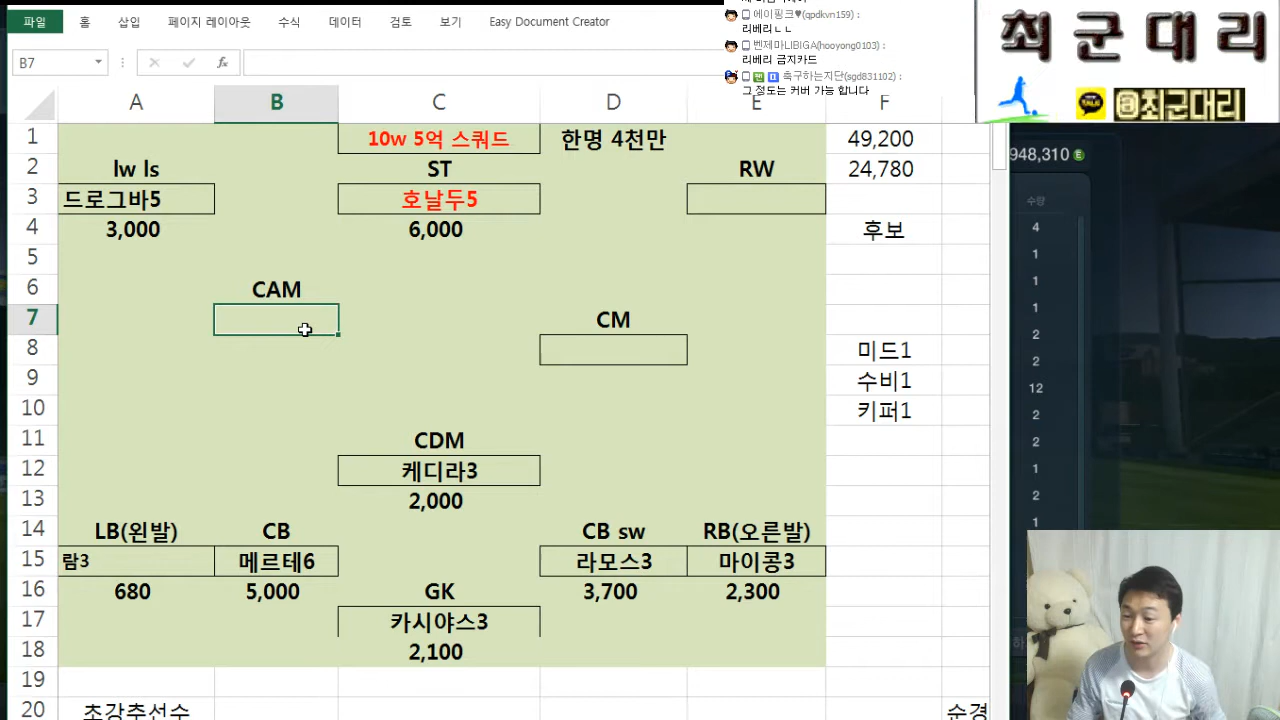 파일 홈 삽입 페이지 레이아웃 수식 데이터 검토 보기 Easy Document Creator
에이핑크♥(qpdkvn159) :
리베리ㄴㄴ
벤제마LIBIGA(hooyong0103) :
리베리 금지카드
축구하는지단(sgd831102) :
그 정도는 커버 가능 합니다
최군대리
TALK
@최군대리
B7
fx
A B C D E F
1 10w 5억 스쿼드 한명 4천만 49,200
2 lw ls ST RW 24,780
3 드로그바5 호날두5
4 3,000 6,000 후보
5
6 CAM
7 CM
8 미드1
9 수비1
10 키퍼1
11 CDM
12 케디라3
13 2,000
14 LB(왼발) CB CB sw RB(오른발)
15 람3 메르테6 라모스3 마이콩3
16 680 5,000 GK 3,700 2,300
17 카시야스3
18 2,100
19
20 초강추선수 순경
948,310 E
수량
4
1
1
1
2
2
12
2
2
1
2
1